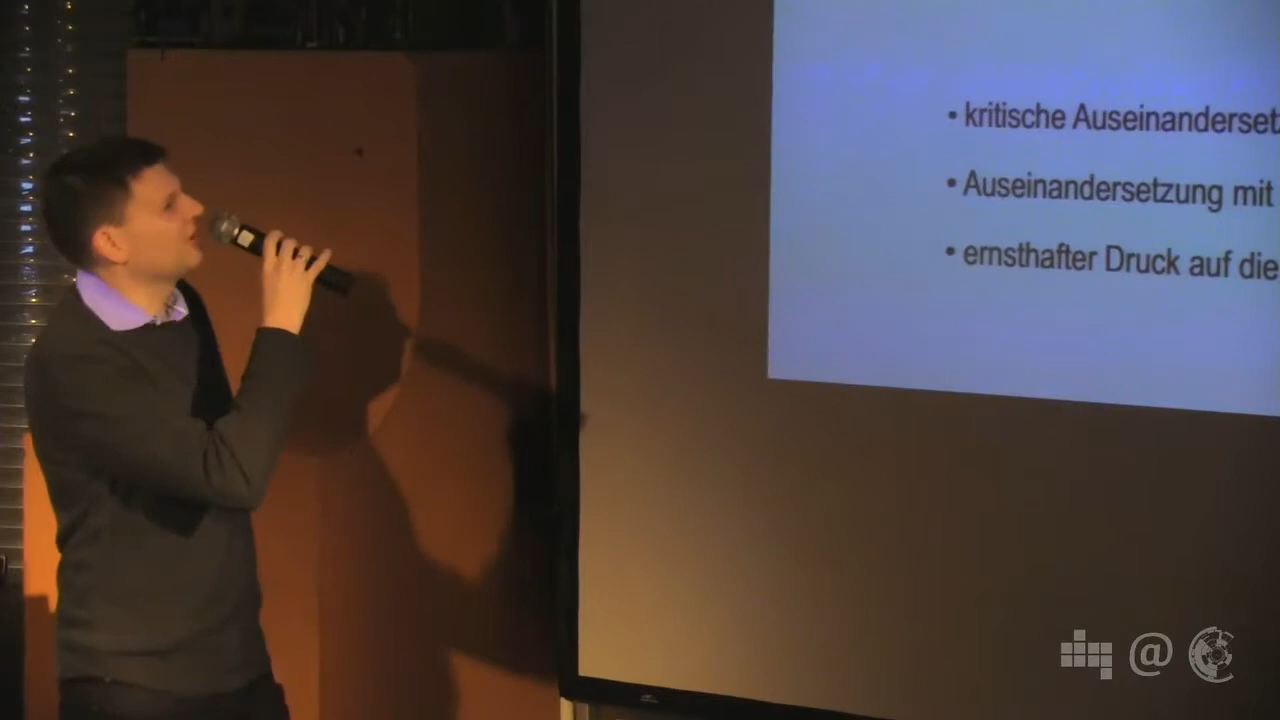 • kritische Auseinanderset
• Auseinandersetzung mit
• ernsthafter Druck auf die
@